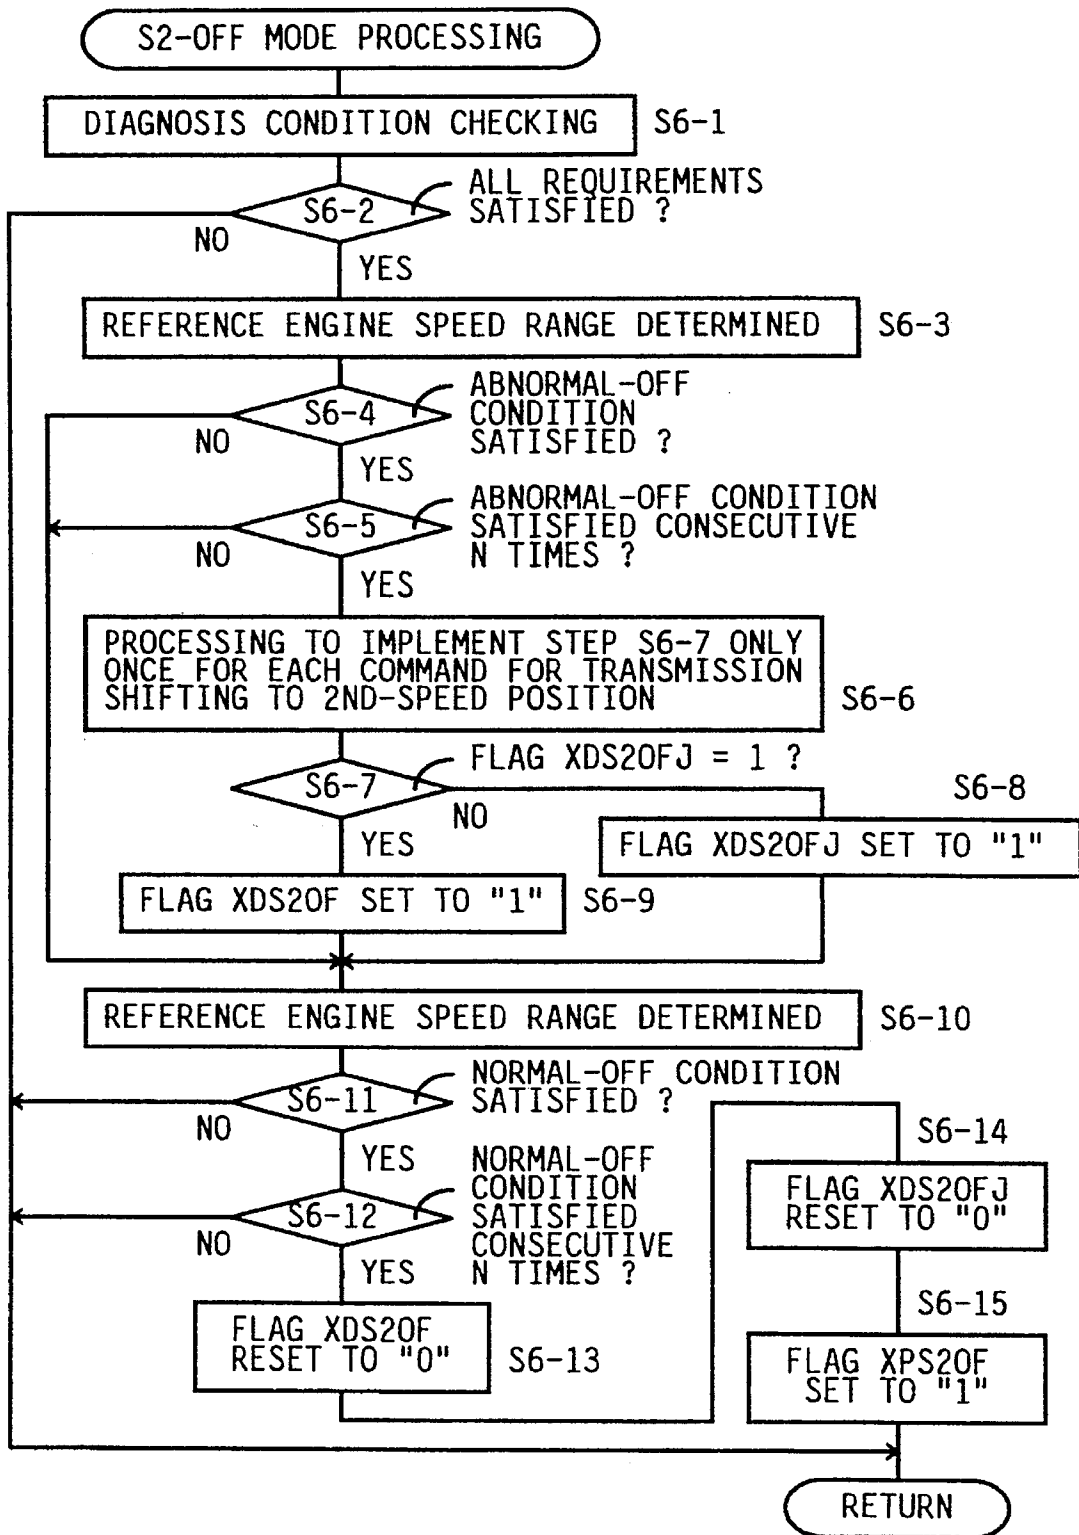 S2-OFF MODE PROCESSING
DIAGNOSIS CONDITION CHECKING
S6-1
S6-2
ALL REQUIREMENTS
SATISFIED ?
NO
YES
REFERENCE ENGINE SPEED RANGE DETERMINED
S6-3
S6-4
ABNORMAL-OFF
CONDITION
SATISFIED ?
NO
YES
S6-5
ABNORMAL-OFF CONDITION
SATISFIED CONSECUTIVE
N TIMES ?
NO
YES
PROCESSING TO IMPLEMENT STEP S6-7 ONLY
ONCE FOR EACH COMMAND FOR TRANSMISSION
SHIFTING TO 2ND-SPEED POSITION
S6-6
S6-7
FLAG XDS2OFJ = 1 ?
NO
YES
S6-8
FLAG XDS2OFJ SET TO "1"
FLAG XDS2OF SET TO "1"
S6-9
REFERENCE ENGINE SPEED RANGE DETERMINED
S6-10
S6-11
NORMAL-OFF CONDITION
SATISFIED ?
NO
YES
S6-12
NORMAL-OFF
CONDITION
SATISFIED
CONSECUTIVE
N TIMES ?
NO
YES
FLAG XDS2OF
RESET TO "0"
S6-13
S6-14
FLAG XDS2OFJ
RESET TO "0"
S6-15
FLAG XPS2OF
SET TO "1"
RETURN